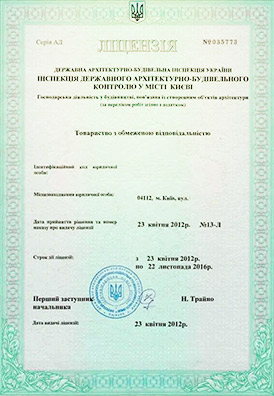 ЛІЦЕНЗІЯ
Серія АД №035773
ДЕРЖАВНА АРХІТЕКТУРНО-БУДІВЕЛЬНА ІНСПЕКЦІЯ УКРАЇНИ
ІНСПЕКЦІЯ ДЕРЖАВНОГО АРХІТЕКТУРНО-БУДІВЕЛЬНОГО
КОНТРОЛЮ У МІСТІ КИЄВІ
Господарська діяльність у будівництві, пов'язана із створенням об'єктів архітектури
(за переліком робіт згідно з додатком)
Товариство з обмеженою відповідальністю
Ідентифікаційний код юридичної
особи:
Місцезнаходження юридичної особи: 04112, м. Київ, вул.
Дата прийняття рішення та номер 23 квітня 2012р. №13-Л
наказу про видачу ліцензії
Строк дії ліцензії: з 23 квітня 2012р.
по 22 листопада 2016р.
Перший заступник Н. Трайно
начальника
Дата видачі ліцензії: 23 квітня 2012р.